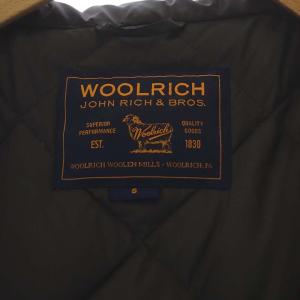 WOOLRICH
JOHN RICH & BROS.
SUPERIOR PERFORMANCE
QUALITY GOODS
Woolrich
EST.
1830
WOOLRICH WOOLEN MILLS • WOOLRICH, PA
S